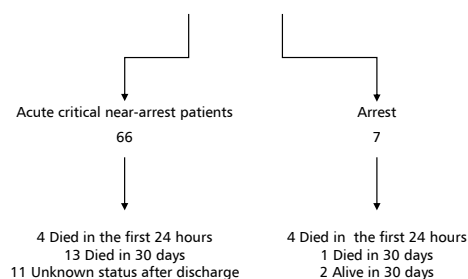 Acute critical near-arrest patients
66
4 Died in the first 24 hours
13 Died in 30 days
11 Unknown status after discharge
Arrest
7
4 Died in the first 24 hours
1 Died in 30 days
2 Alive in 30 days